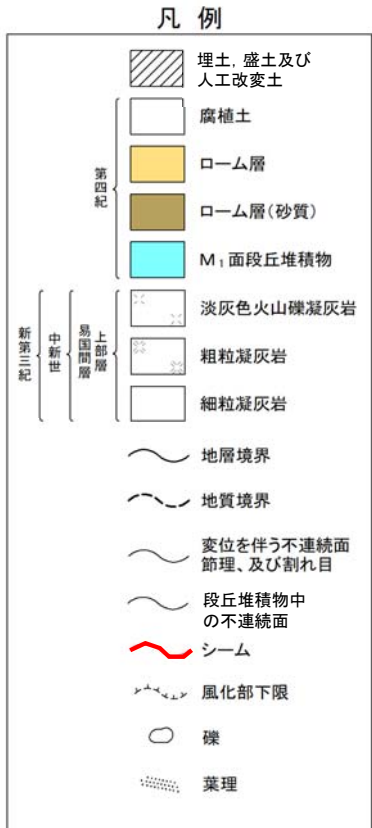 凡 例
埋土, 盛土及び
人工改変土
腐植土
ローム層
ローム層(砂質)
M₁面段丘堆積物
第四紀
淡灰色火山礫凝灰岩
粗粒凝灰岩
細粒凝灰岩
上部層
易国間層
中新世
新第三紀
地層境界
地質境界
変位を伴う不連続面
節理、及び割れ目
段丘堆積物中
の不連続面
シーム
風化部下限
礫
葉理